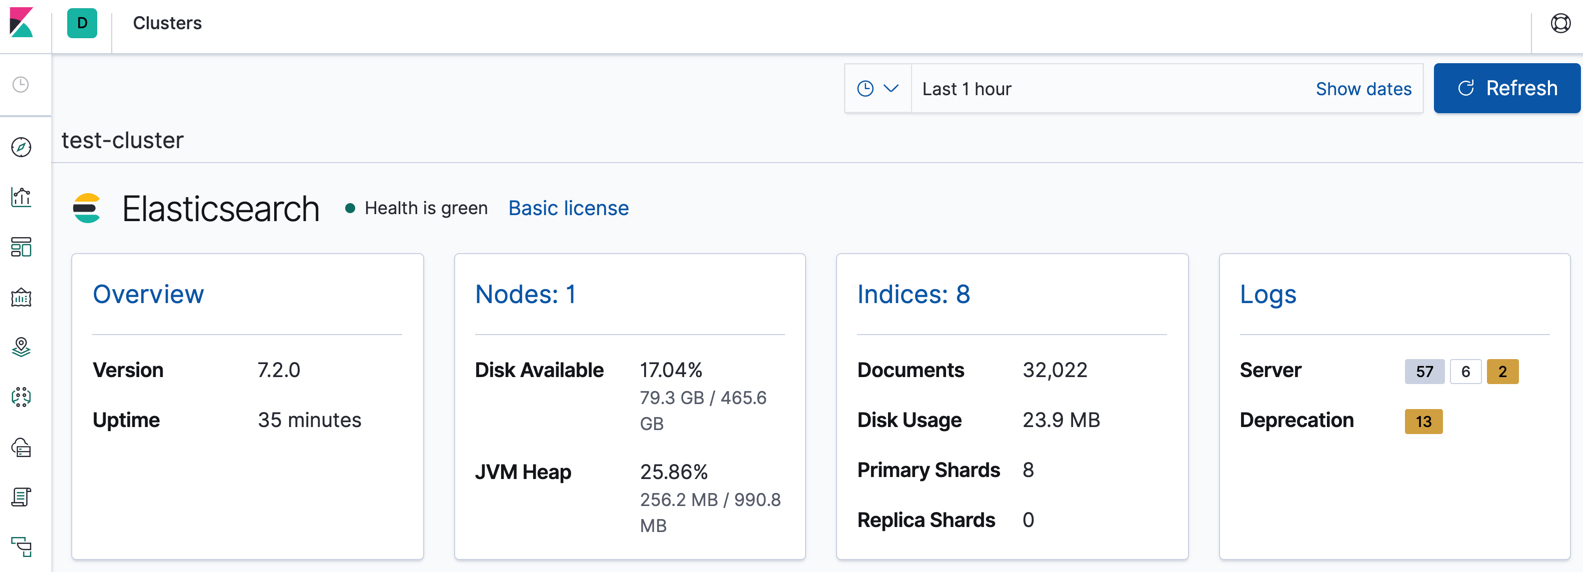 D Clusters
Last 1 hour Show dates Refresh
test-cluster
Elasticsearch Health is green Basic license
Overview
Version 7.2.0
Uptime 35 minutes
Nodes: 1
Disk Available 17.04%
79.3 GB / 465.6
GB
JVM Heap 25.86%
256.2 MB / 990.8
MB
Indices: 8
Documents 32,022
Disk Usage 23.9 MB
Primary Shards 8
Replica Shards 0
Logs
Server 57 6 2
Deprecation 13